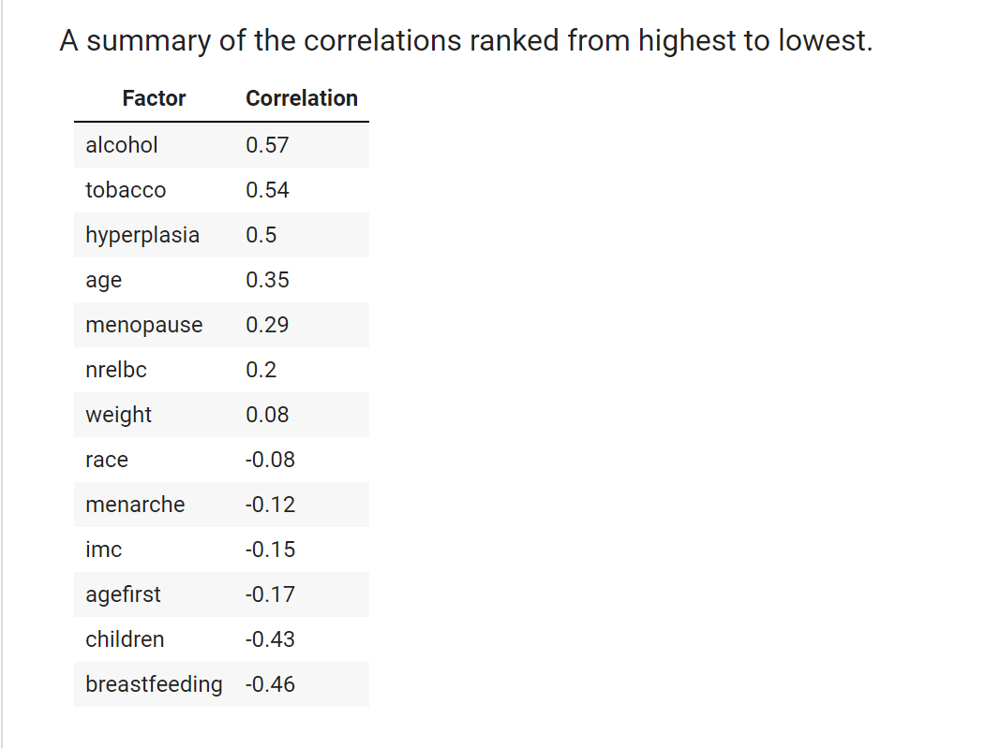 A summary of the correlations ranked from highest to lowest.
Factor Correlation
alcohol 0.57
tobacco 0.54
hyperplasia 0.5
age 0.35
menopause 0.29
nrelbc 0.2
weight 0.08
race -0.08
menarche -0.12
imc -0.15
agefirst -0.17
children -0.43
breastfeeding -0.46